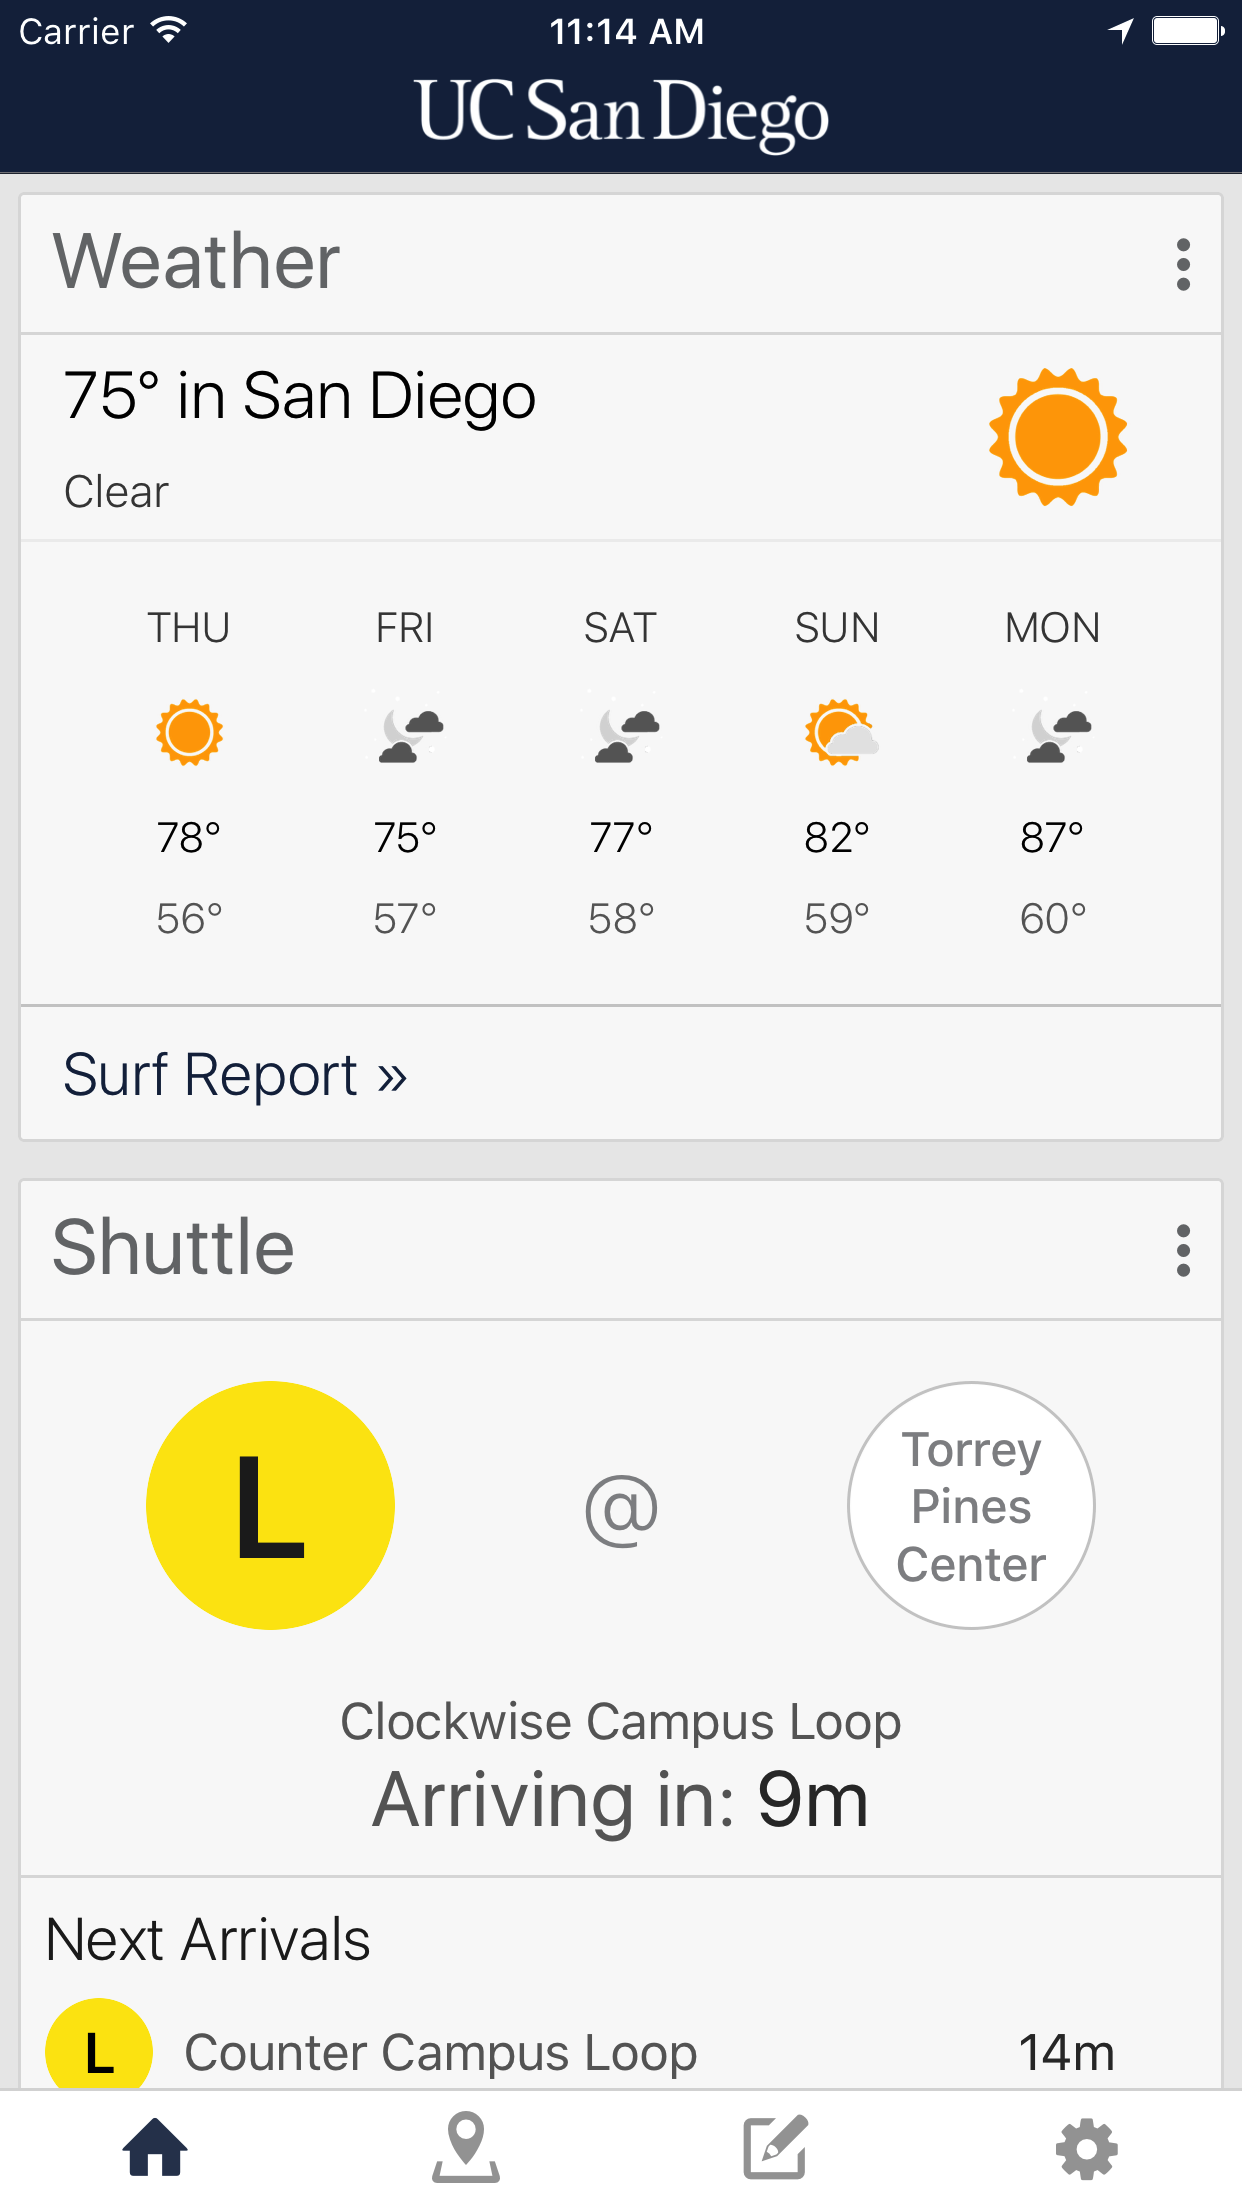 Carrier 11:14 AM
UC San Diego
Weather
75° in San Diego
Clear
THU FRI SAT SUN MON
78° 75° 77° 82° 87°
56° 57° 58° 59° 60°
Surf Report »
Shuttle
L @ Torrey
Pines
Center
Clockwise Campus Loop
Arriving in: 9m
Next Arrivals
L Counter Campus Loop 14m